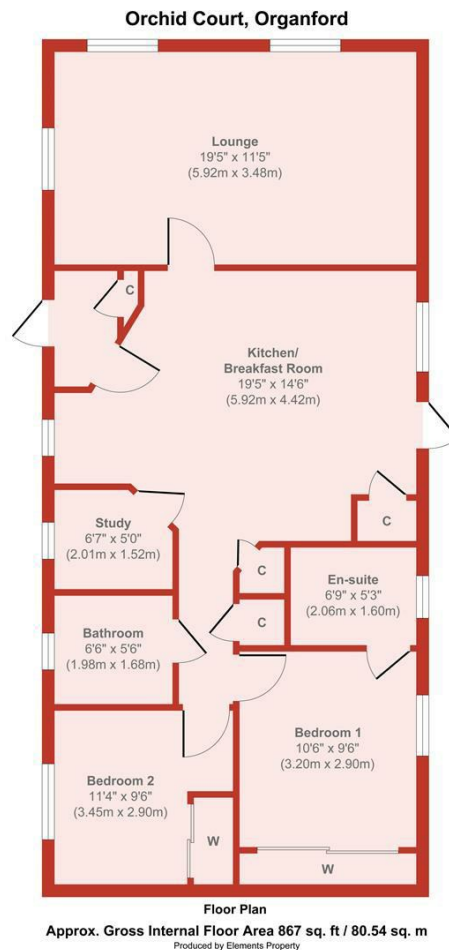 Orchid Court, Organford
Lounge
19'5" x 11'5"
(5.92m x 3.48m)
C
Kitchen/
Breakfast Room
19'5" x 14'6"
(5.92m x 4.42m)
C
Study
6'7" x 5'0"
(2.01m x 1.52m)
C
En-suite
6'9" x 5'3"
(2.06m x 1.60m)
C
Bathroom
6'6" x 5'6"
(1.98m x 1.68m)
Bedroom 1
10'6" x 9'6"
(3.20m x 2.90m)
Bedroom 2
11'4" x 9'6"
(3.45m x 2.90m)
W
W
Floor Plan
Approx. Gross Internal Floor Area 867 sq. ft / 80.54 sq. m
Produced by Elements Property